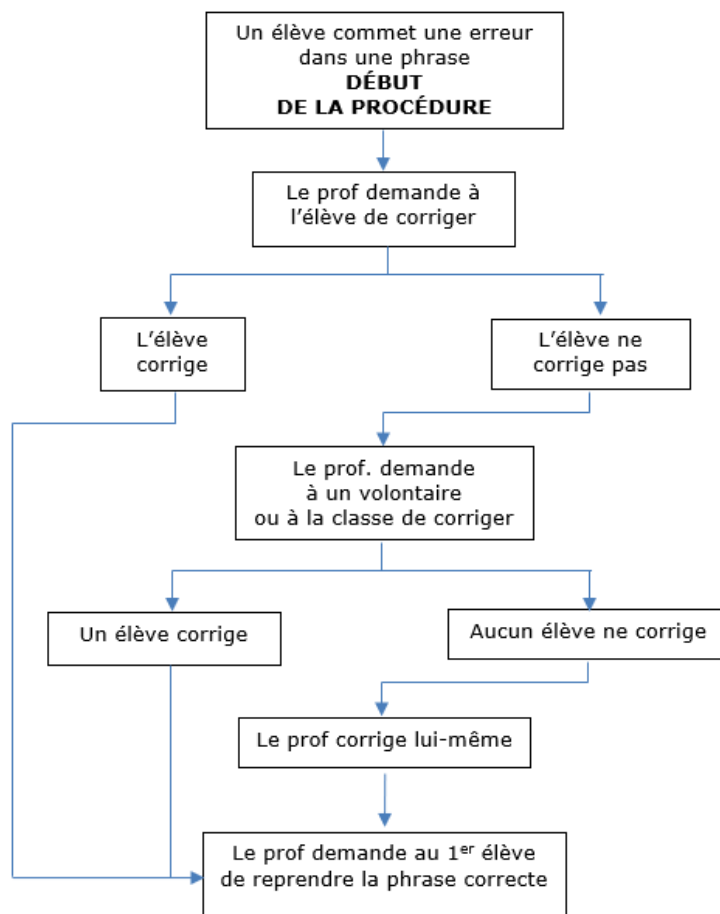 Un élève commet une erreur
dans une phrase
DÉBUT
DE LA PROCÉDURE
Le prof demande à
l’élève de corriger
L’élève
corrige
L’élève ne
corrige pas
Le prof. demande
à un volontaire
ou à la classe de corriger
Un élève corrige
Aucun élève ne corrige
Le prof corrige lui-même
Le prof demande au 1er élève
de reprendre la phrase correcte